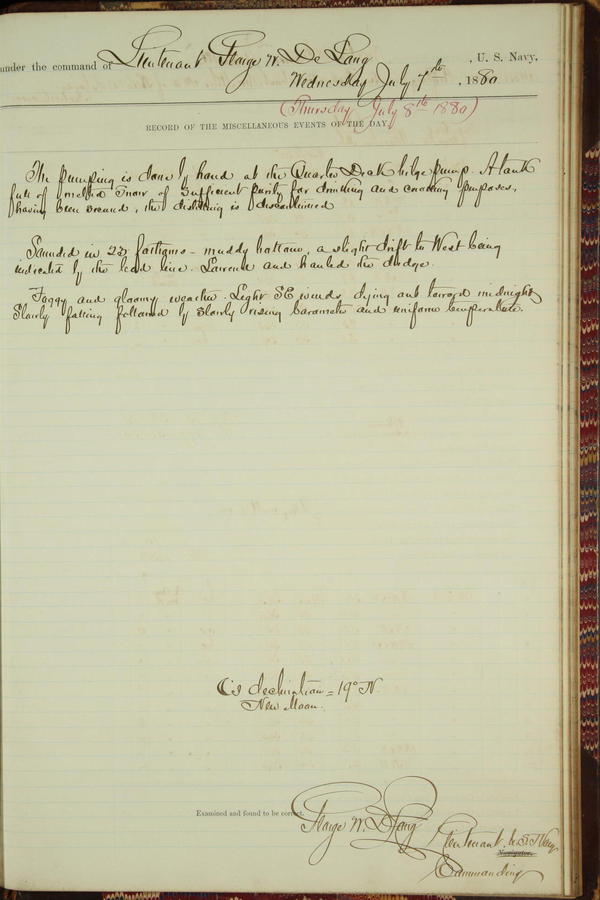 under the command of Lieutenant George W. De Long, U. S. Navy.
Wednesday July 7th, 1880
(Thursday July 8th 1880)
RECORD OF THE MISCELLANEOUS EVENTS OF THE DAY.
The pumping is done by hand at the Quarter Deck bilge pump. A tank
full of melted snow of sufficient purity for drinking and cooking purposes,
having been secured, the distilling is discontinued
Sounded in 23 fathoms - muddy bottom, a slight drift to West being
indicated by the lead line. Lowered and hauled the dredge.
Foggy and gloomy weather. Light SE winds dying out toward midnight
Slowly falling followed by slowly rising barometer and uniform temperature.
☾'s declination = 19° N.
New Moon.
Examined and found to be correct.
George W. De Long Lieutenant, U.S. Navy
Navigator.
Commanding